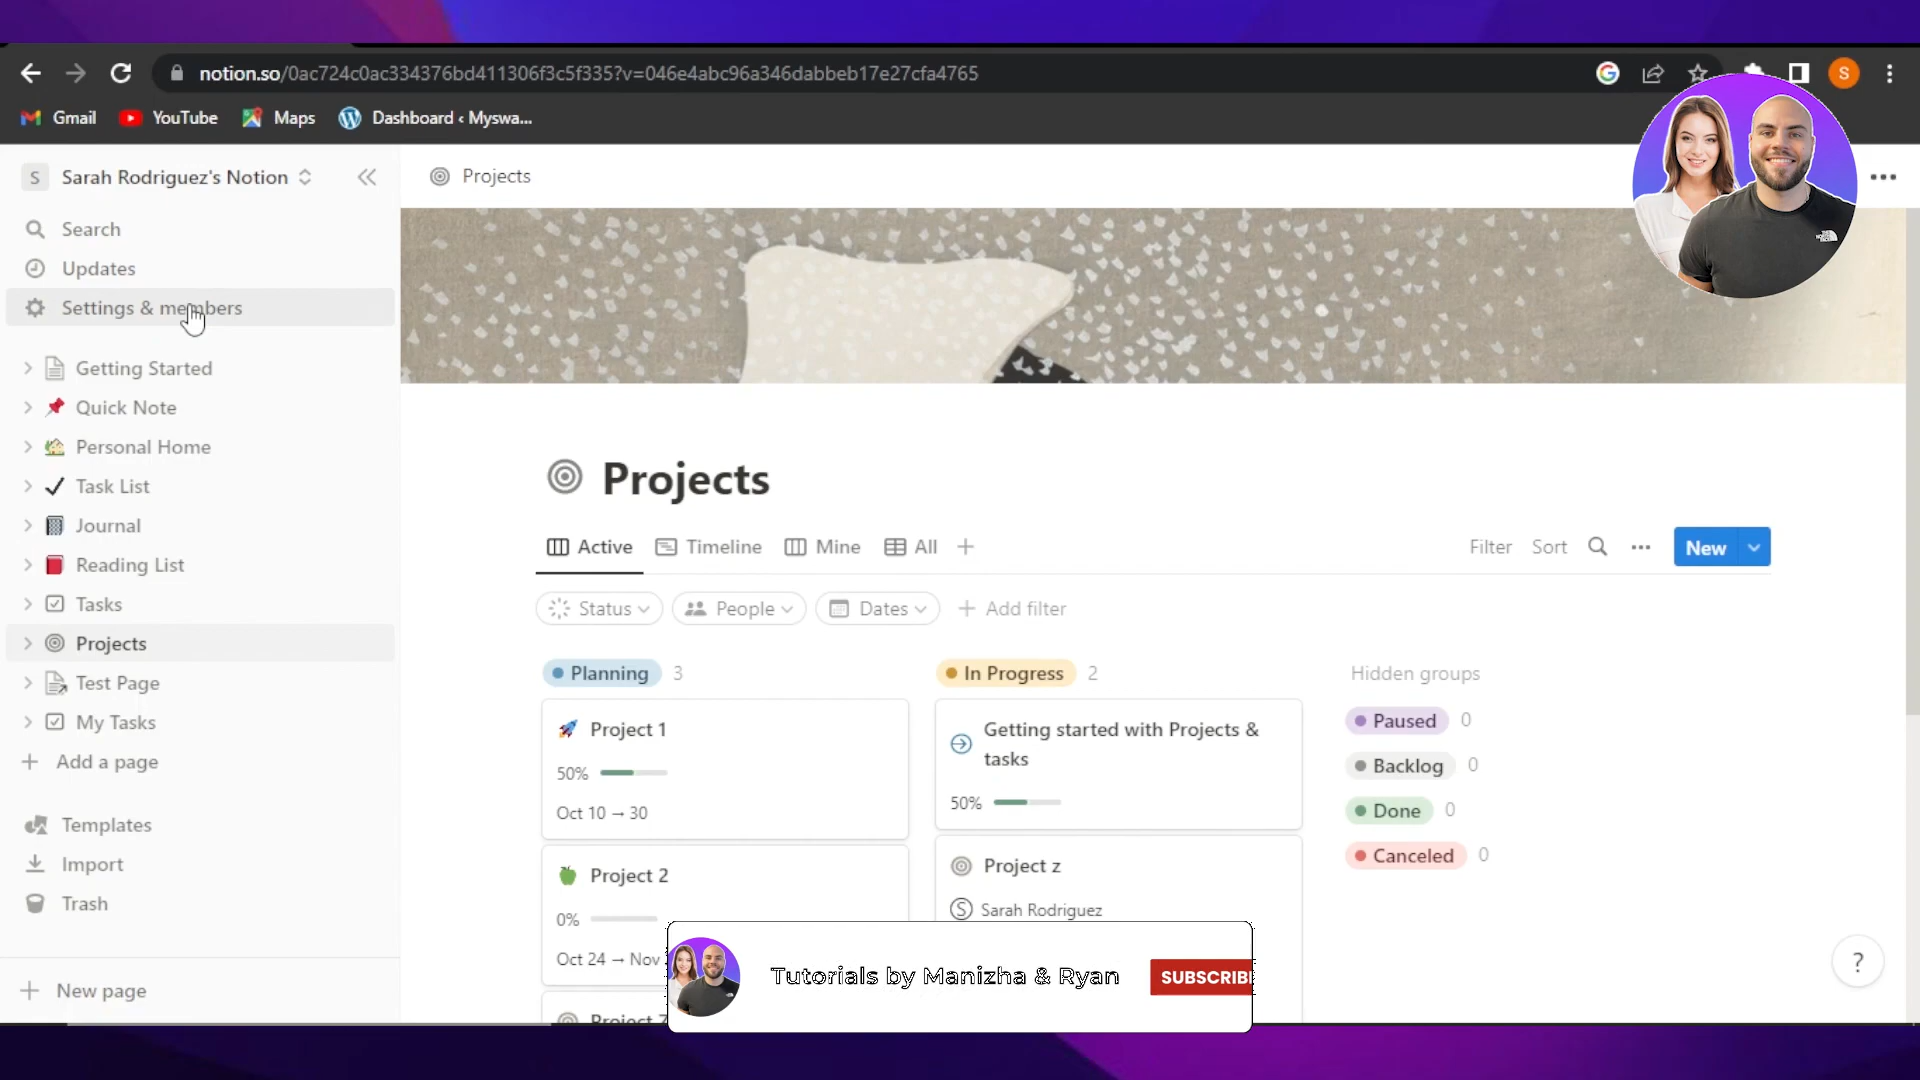 notion.so/0ac724c0ac334376bd411306f3c5f335?v=046e4abc96a346dabbeb17e27cfa4765
S
Gmail
YouTube
Maps
Dashboard ‹ Myswa...
S Sarah Rodriguez's Notion
Projects
Search
Updates
Settings & members
Getting Started
Quick Note
Personal Home
Task List
Journal
Reading List
Tasks
Projects
Test Page
My Tasks
Add a page
Templates
Import
Trash
New page
Projects
Active
Timeline
Mine
All
Filter
Sort
New
Status
People
Dates
Add filter
Planning 3
Project 1
50%
Oct 10 → 30
Project 2
0%
Oct 24 → Nov
In Progress 2
Getting started with Projects &
tasks
50%
Project z
S Sarah Rodriguez
Hidden groups
Paused 0
Backlog 0
Done 0
Canceled 0
Tutorials by Manizha & Ryan
SUBSCRIBE
THE NORTH FACE
?